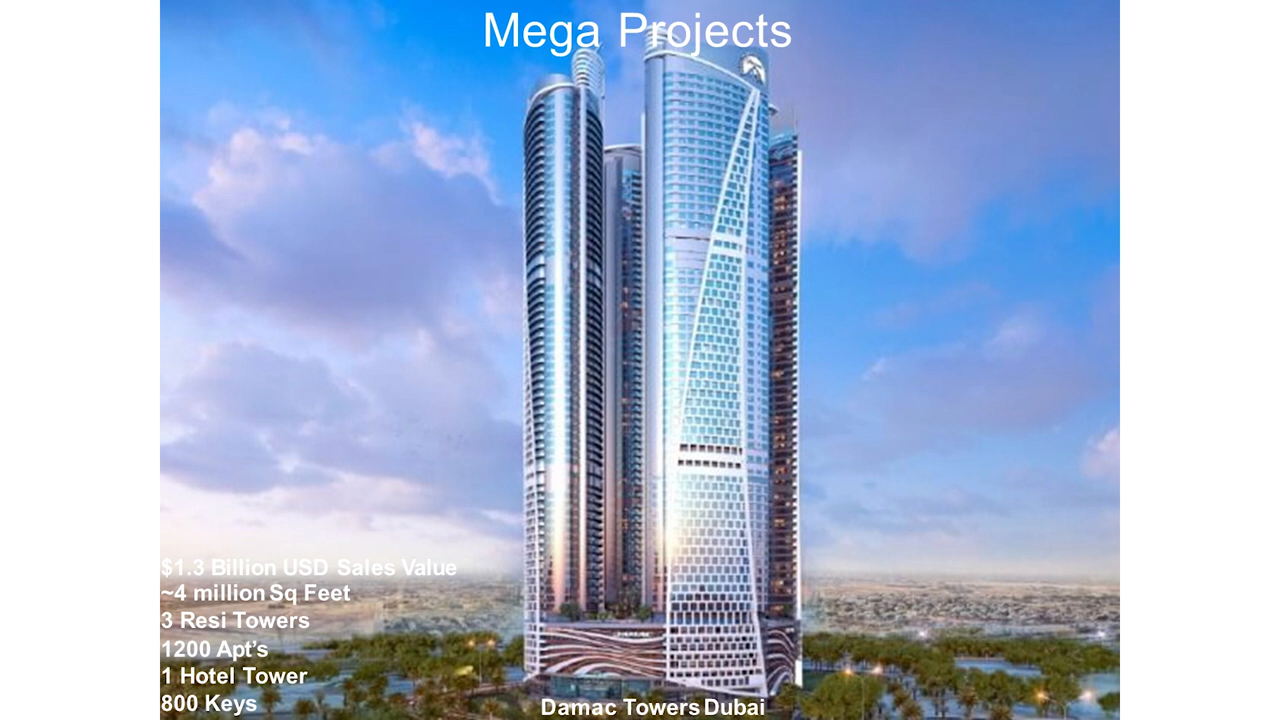 Mega Projects
$1.3 Billion USD Sales Value
~4 million Sq Feet
3 Resi Towers
1200 Apt's
1 Hotel Tower
800 Keys
Damac Towers Dubai